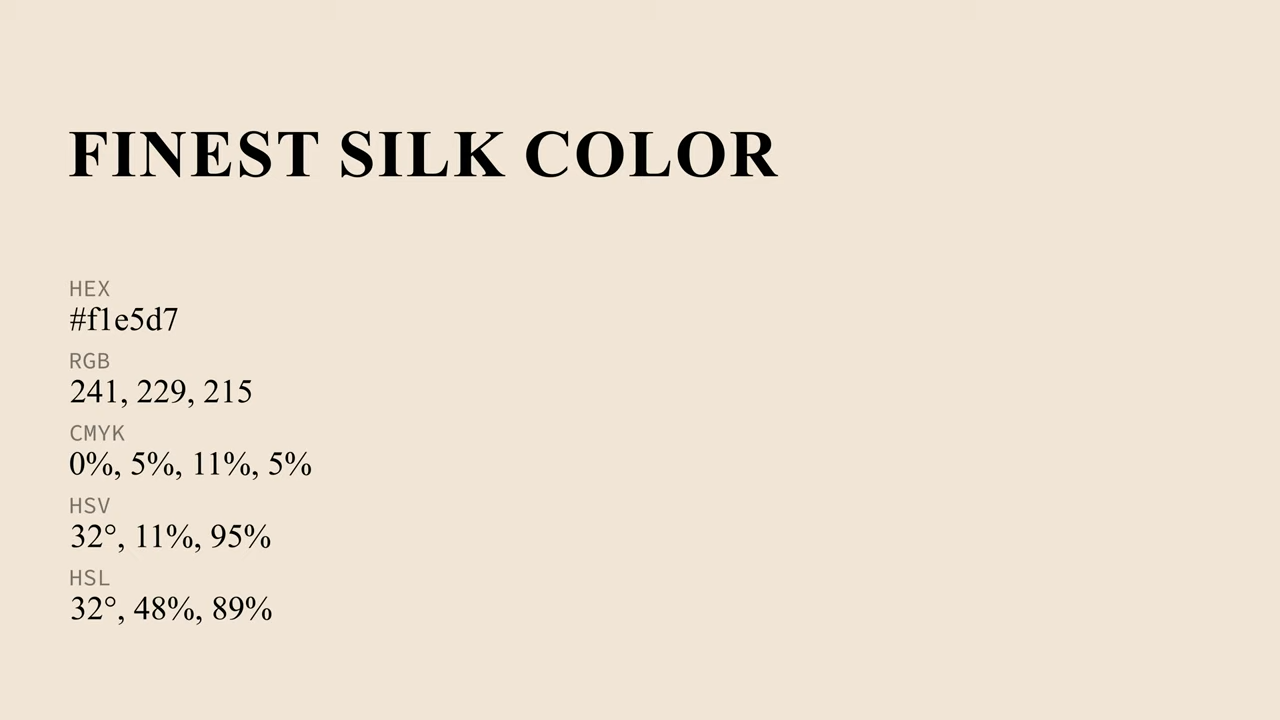 FINEST SILK COLOR
HEX
#f1e5d7
RGB
241, 229, 215
CMYK
0%, 5%, 11%, 5%
HSV
32°, 11%, 95%
HSL
32°, 48%, 89%